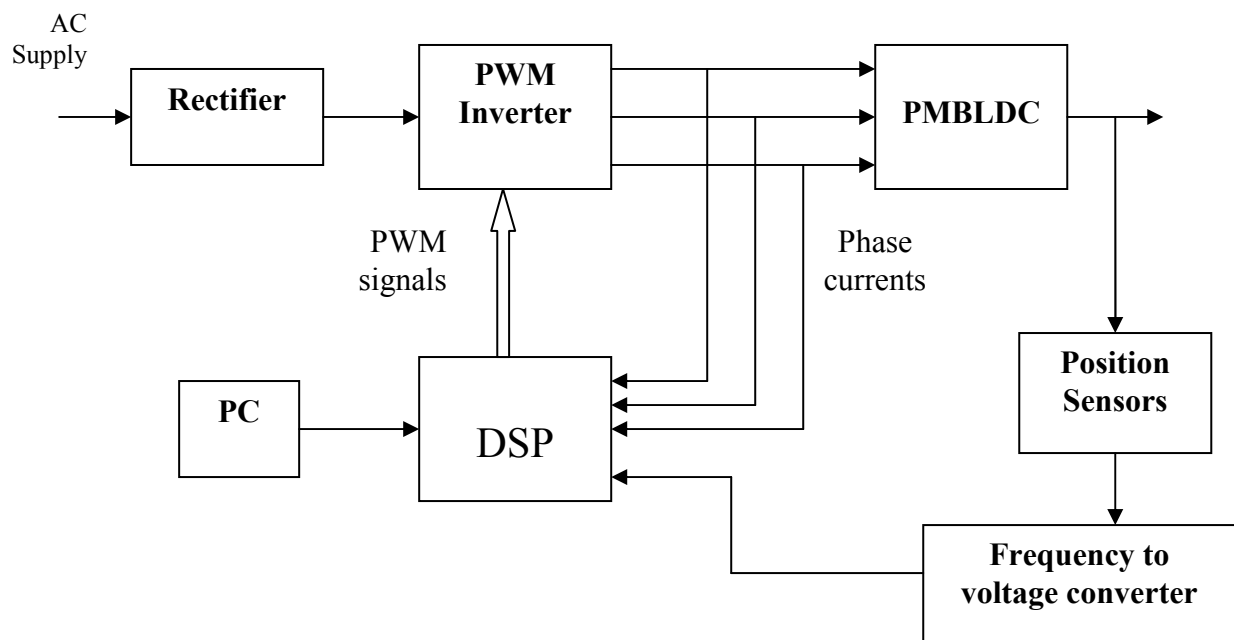 AC
Supply
Rectifier
PWM
Inverter
PMBLDC
PWM
signals
Phase
currents
PC
DSP
Position
Sensors
Frequency to
voltage converter